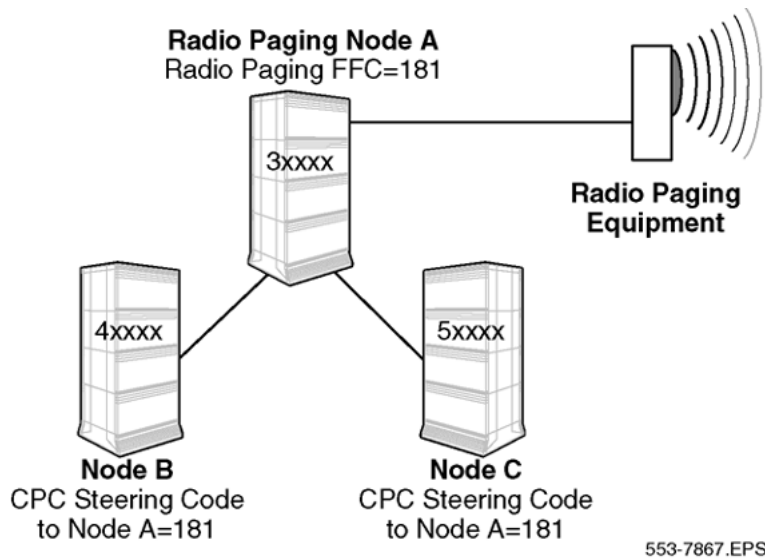 Radio Paging Node A
Radio Paging FFC=181
3xxxx
Radio Paging
Equipment
4xxxx
5xxxx
Node B
CPC Steering Code
to Node A=181
Node C
CPC Steering Code
to Node A=181
553-7867.EPS